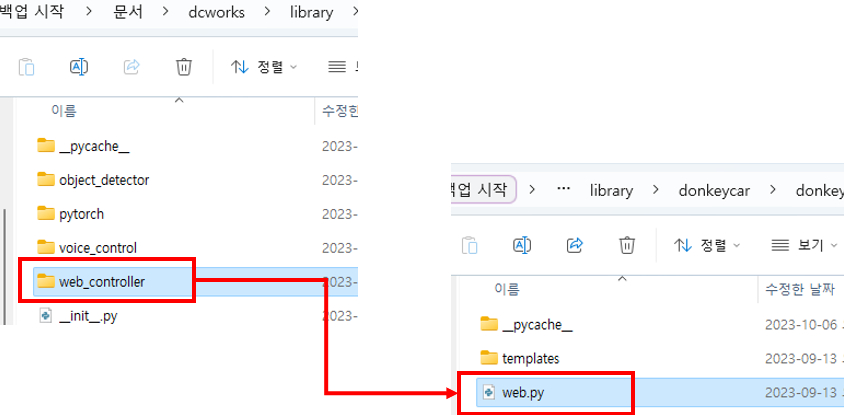 백업 시작 > 문서 > dcworks > library >
정렬
이름 수정한
__pycache__ 2023-
object_detector 2023-
pytorch 2023-
voice_control 2023-
web_controller 2023-
__init__.py 2023-
백업 시작 > ··· library > donkeycar > donkey
정렬 보기
이름 수정한 날짜
__pycache__ 2023-10-06
templates 2023-09-13
web.py 2023-09-13